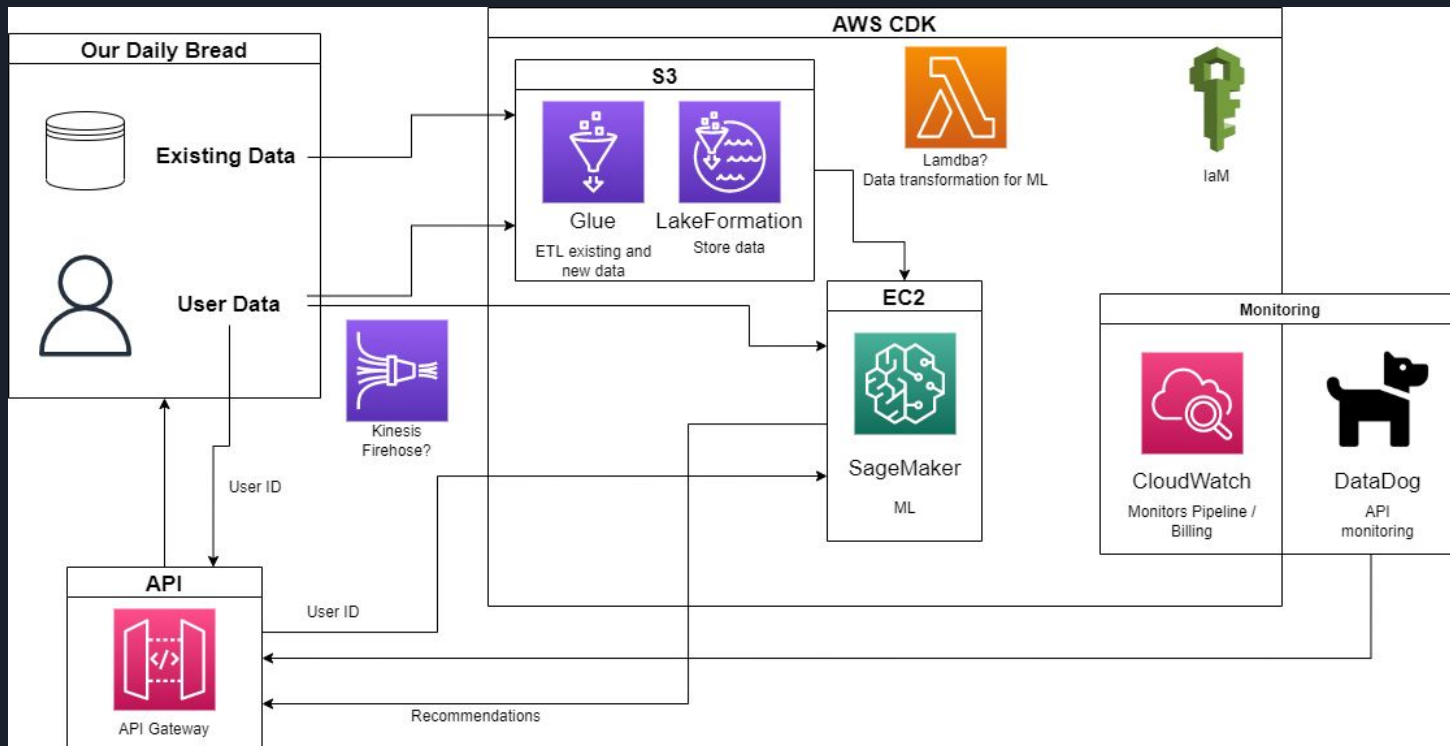 AWS CDK
Our Daily Bread
S3
Existing Data
Glue
ETL existing and
new data
LakeFormation
Store data
Lamdba?
Data transformation for ML
IaM
User Data
EC2
Monitoring
Kinesis
Firehose?
SageMaker
ML
CloudWatch
Monitors Pipeline /
Billing
DataDog
API
monitoring
User ID
API
User ID
API Gateway
Recommendations